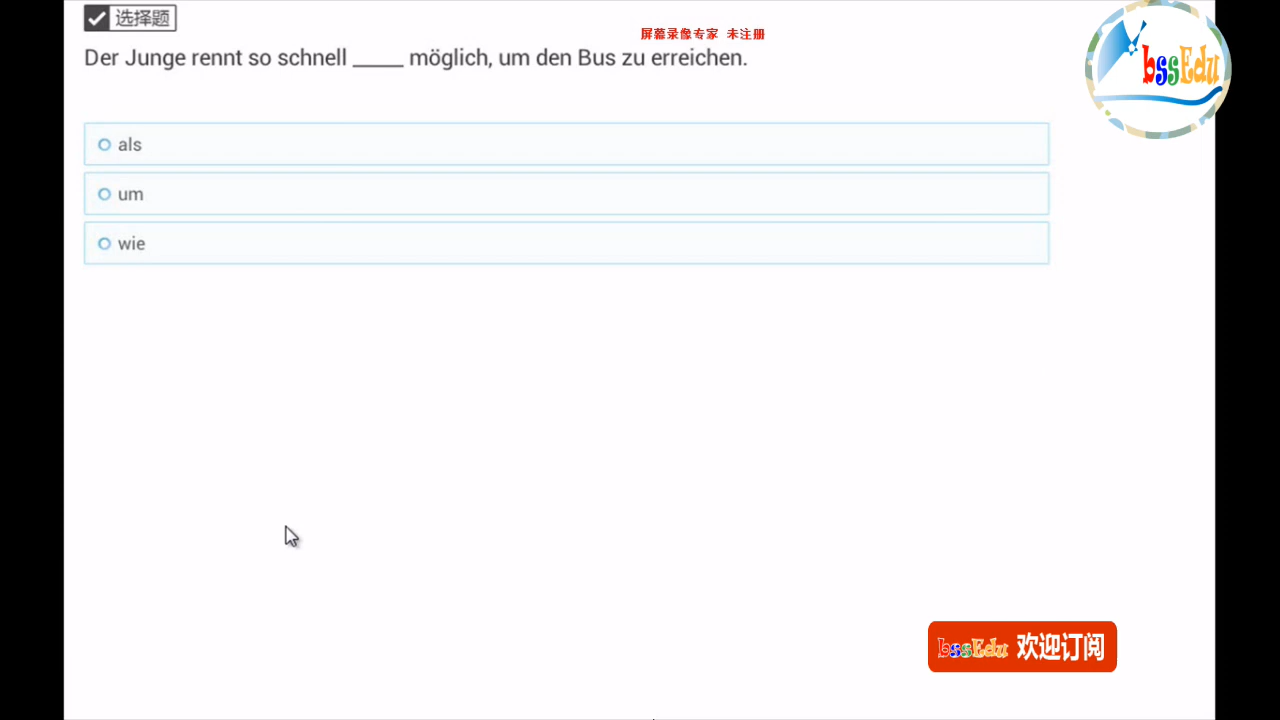 选择题
屏幕录像专家 未注册
Der Junge rennt so schnell _____ möglich, um den Bus zu erreichen.
bssEdu
als
um
wie
bssEdu 欢迎订阅